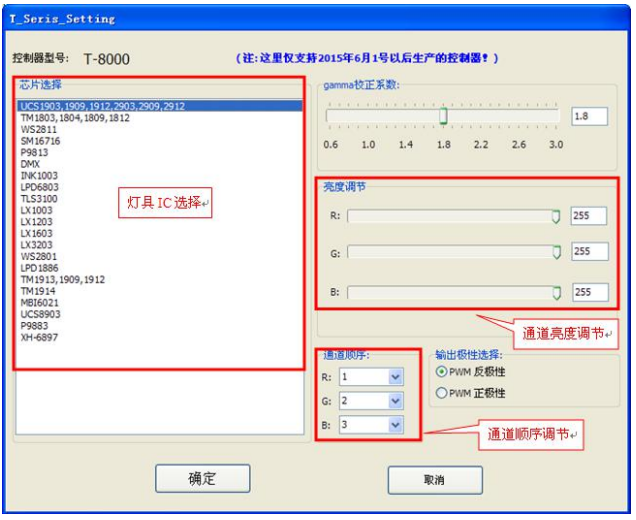 T_Seris_Setting
控制器型号: T-8000 (注:这里仅支持2015年6月1号以后生产的控制器! )
芯片选择
UCS1903,1909,1912,2903,2909,2912
TM1803,1804,1809,1812
WS2811
SM16716
P9813
DMX
INK1003
LPD6803
TLS3100
LX1003
LX1203
LX1603
LX3203
WS2801
LPD1886
TM1913,1909,1912
TM1914
MBI6021
UCS8903
P9883
XH-6897
灯具 IC 选择
gamma校正系数:
1.8
0.6 1.0 1.4 1.8 2.2 2.6 3.0
亮度调节
R: 255
G: 255
B: 255
通道亮度调节
通道顺序:
R: 1
G: 2
B: 3
输出极性选择:
PWM 反极性
PWM 正极性
通道顺序调节
确定 取消